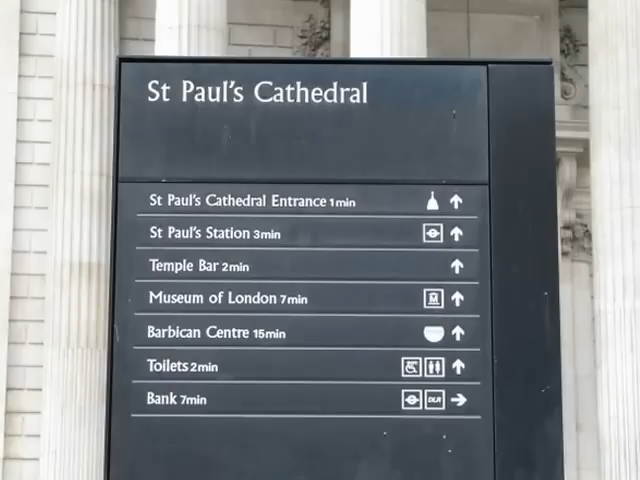 St Paul's Cathedral
St Paul's Cathedral Entrance 1min
St Paul's Station 3min
Temple Bar 2min
Museum of London 7min
Barbican Centre 15min
Toilets 2min
Bank 7min DLR